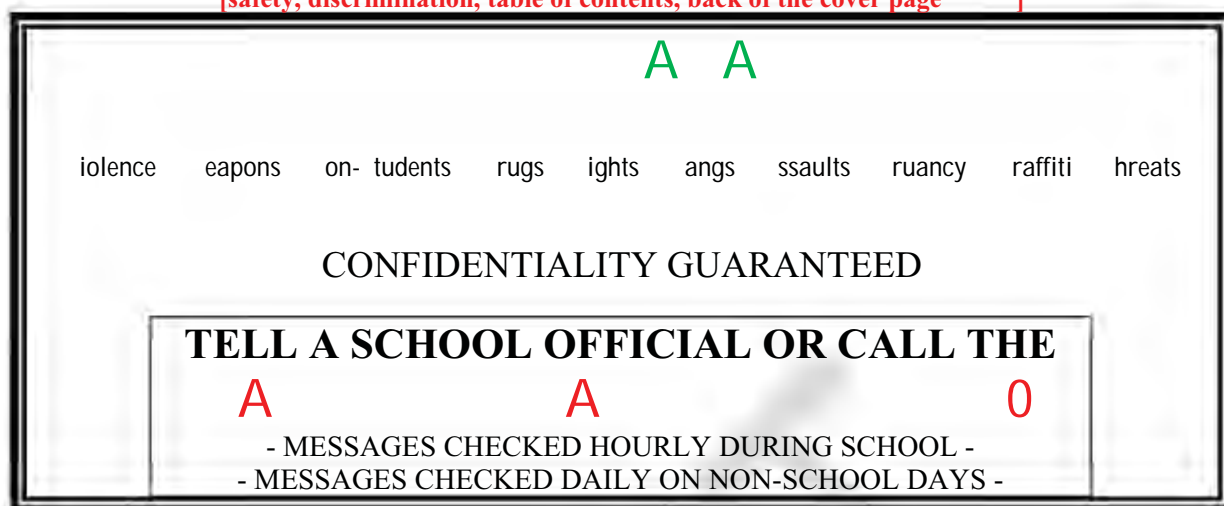 [safety, discrimination, table of contents, back of the cover page ]
A A
iolence eapons on- tudents rugs ights angs ssaults ruancy raffiti hreats
CONFIDENTIALITY GUARANTEED
TELL A SCHOOL OFFICIAL OR CALL THE
A A 0
- MESSAGES CHECKED HOURLY DURING SCHOOL -
- MESSAGES CHECKED DAILY ON NON-SCHOOL DAYS -